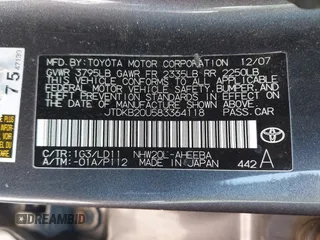 MFD. BY: TOYOTA MOTOR CORPORATION 12/07
GVWR 3795LB GAWR FR 2335LB RR 2250LB
THIS VEHICLE CONFORMS TO ALL APPLICABLE
FEDERAL MOTOR VEHICLE SAFETY, BUMPER, AND
THEFT PREVENTION STANDARDS IN EFFECT ON
THE DATE OF MANUFACTURE SHOWN ABOVE.
JTDKB20U583364118 PASS.CAR
C/TR:1G3/LD11 NHW20L-AHEEBA
A/TM:-01A/P112 MADE IN JAPAN 442 A
75
AUTOBIDMASTER